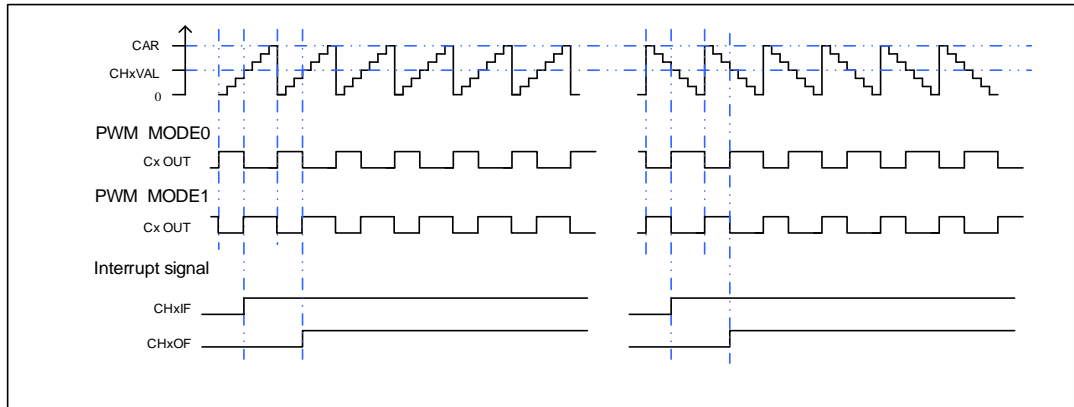 CAR
CHxVAL
0
PWM MODE0
Cx OUT
PWM MODE1
Cx OUT
Interrupt signal
CHxIF
CHxOF